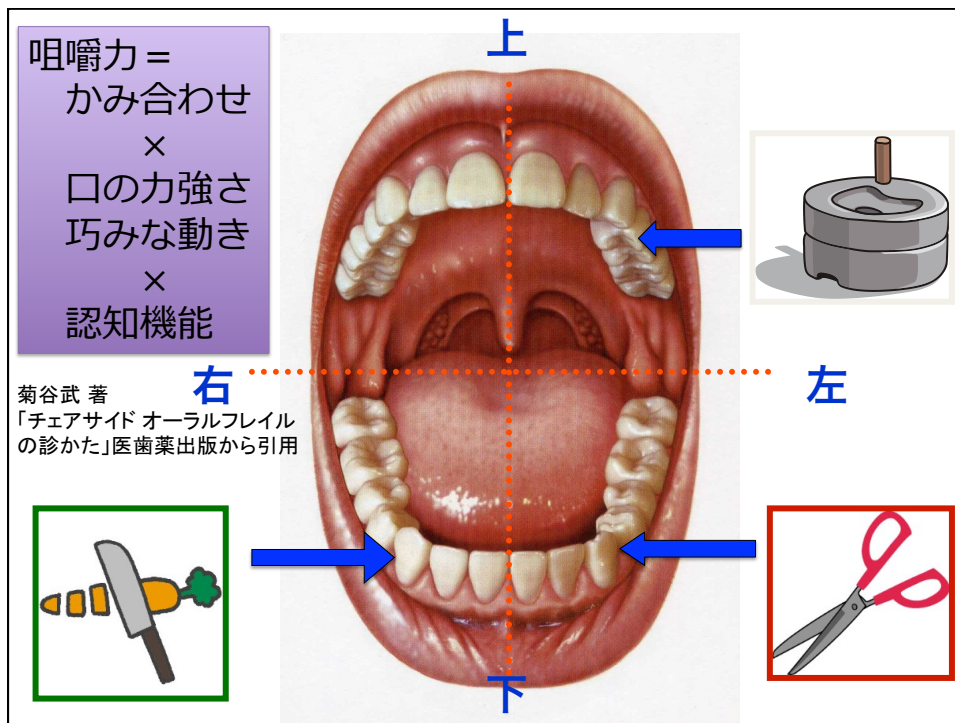 咀嚼力＝
かみ合わせ
×
口の力強さ
巧みな動き
×
認知機能
上
右
左
菊谷武 著
「チェアサイド オーラルフレイル
の診かた」医歯薬出版から引用
下